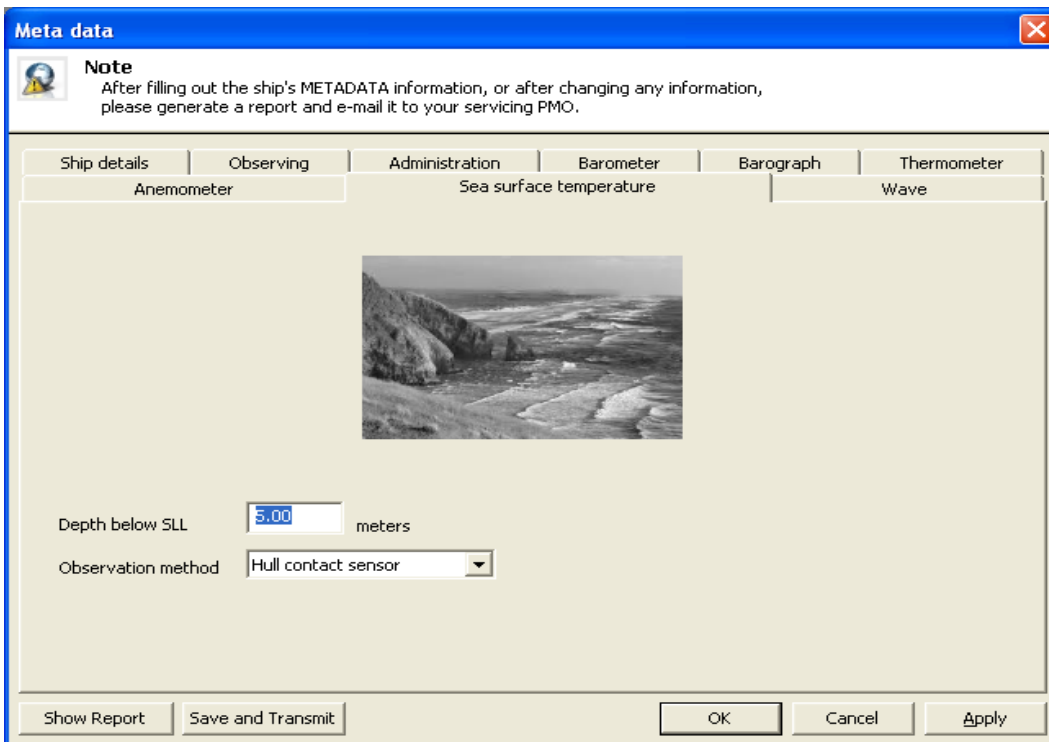 Meta data
Note
After filling out the ship's METADATA information, or after changing any information,
please generate a report and e-mail it to your servicing PMO.
Ship details Observing Administration Barometer Barograph Thermometer
Anemometer Sea surface temperature Wave
Depth below SLL 5.00 meters
Observation method Hull contact sensor
Show Report Save and Transmit OK Cancel Apply